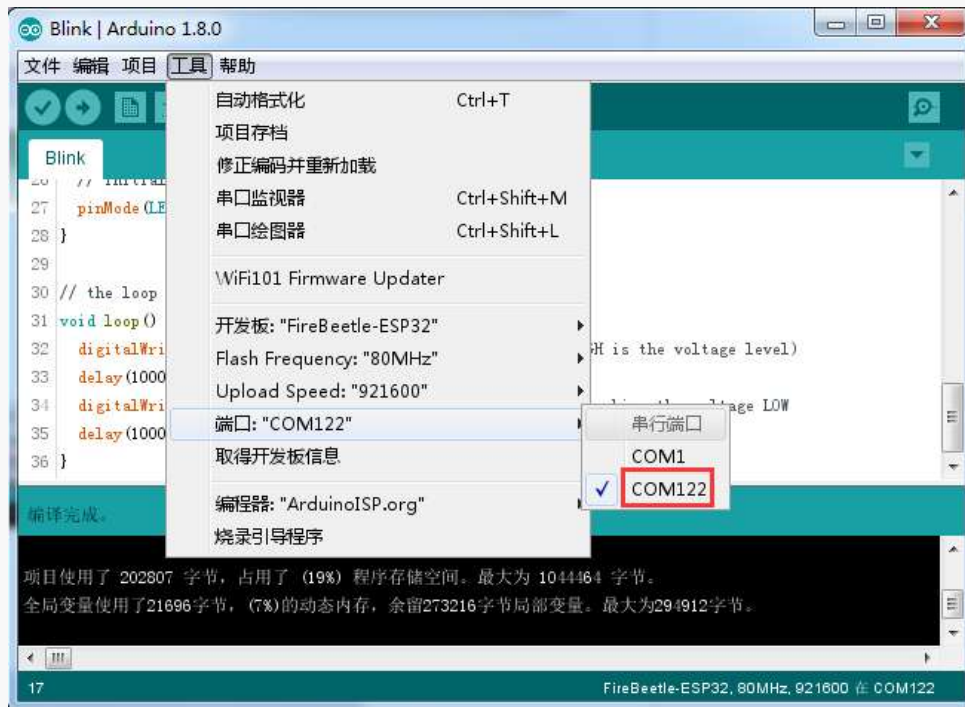 Blink | Arduino 1.8.0
文件 编辑 项目 工具 帮助
Blink
自动格式化 Ctrl+T
项目存档
修正编码并重新加载
串口监视器 Ctrl+Shift+M
串口绘图器 Ctrl+Shift+L
WiFi101 Firmware Updater
开发板: "FireBeetle-ESP32"
Flash Frequency: "80MHz"
Upload Speed: "921600"
端口: "COM122"
取得开发板信息
编程器: "ArduinoISP.org"
烧录引导程序
串行端口
COM1
COM122
27 pinMode(LE
28 }
29
30 // the loop
31 void loop()
32 digitalWri is the voltage level)
33 delay(1000
34 digitalWri LOW
35 delay(1000
36 }
编译完成。
项目使用了 202807 字节，占用了 (19%) 程序存储空间。最大为 1044464 字节。
全局变量使用了21696字节，(7%)的动态内存，余留273216字节局部变量。最大为294912字节。
17 FireBeetle-ESP32, 80MHz, 921600 在 COM122